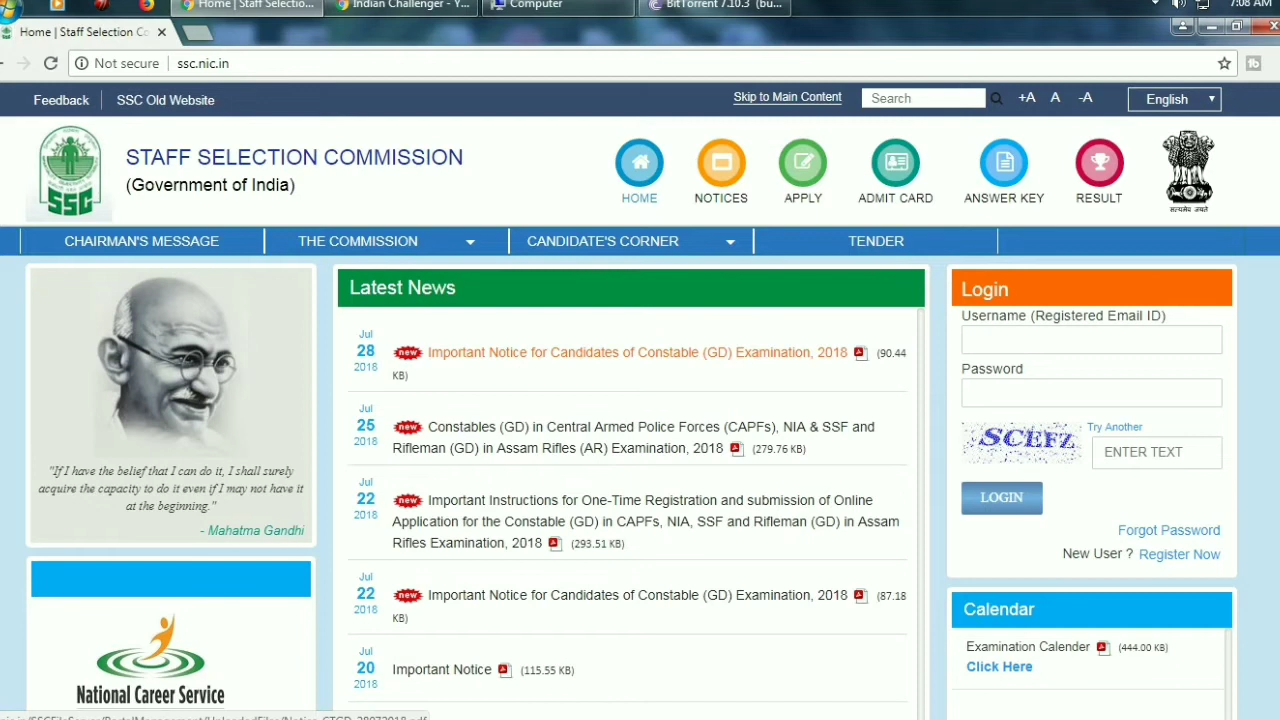 Home | Staff Selectio...
Indian Challenger - Y...
Computer
BitTorrent 7.10.3 (bu...
7:08 AM
Home | Staff Selection Co
Not secure
ssc.nic.in
Feedback
SSC Old Website
Skip to Main Content
Search
+A
A
-A
English
SSC
STAFF SELECTION COMMISSION
(Government of India)
HOME
NOTICES
APPLY
ADMIT CARD
ANSWER KEY
RESULT
सत्यमेव जयते
CHAIRMAN'S MESSAGE
THE COMMISSION
CANDIDATE'S CORNER
TENDER
"If I have the belief that I can do it, I shall surely
acquire the capacity to do it even if I may not have it
at the beginning."
- Mahatma Gandhi
National Career Service
Latest News
Jul
28
2018
new Important Notice for Candidates of Constable (GD) Examination, 2018 (90.44
KB)
Jul
25
2018
new Constables (GD) in Central Armed Police Forces (CAPFs), NIA & SSF and
Rifleman (GD) in Assam Rifles (AR) Examination, 2018 (279.76 KB)
Jul
22
2018
new Important Instructions for One-Time Registration and submission of Online
Application for the Constable (GD) in CAPFs, NIA, SSF and Rifleman (GD) in Assam
Rifles Examination, 2018 (293.51 KB)
Jul
22
2018
new Important Notice for Candidates of Constable (GD) Examination, 2018 (87.18
KB)
Jul
20
2018
Important Notice (115.55 KB)
Login
Username (Registered Email ID)
Password
SCEFZ
Try Another
ENTER TEXT
LOGIN
Forgot Password
New User ? Register Now
Calendar
Examination Calender (444.00 KB)
Click Here